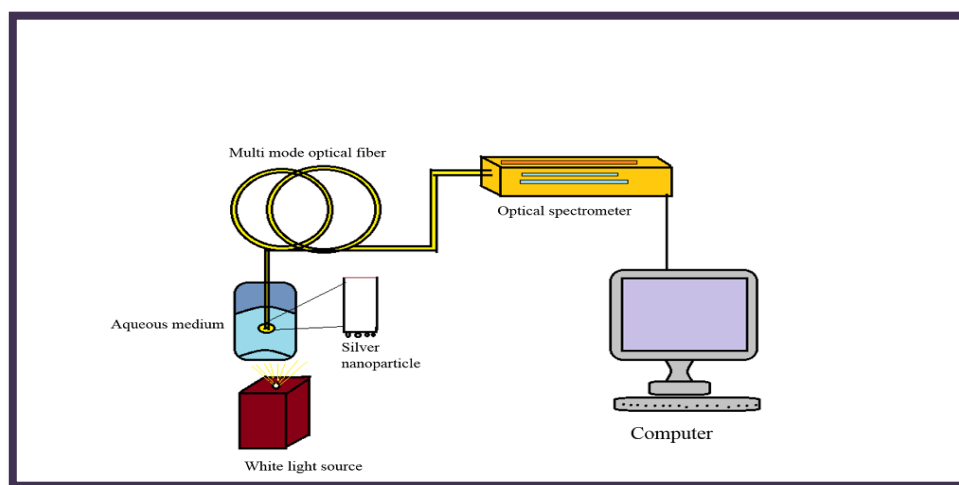 Multi mode optical fiber
Optical spectrometer
Aqueous medium
Silver
nanoparticle
Computer
White light source